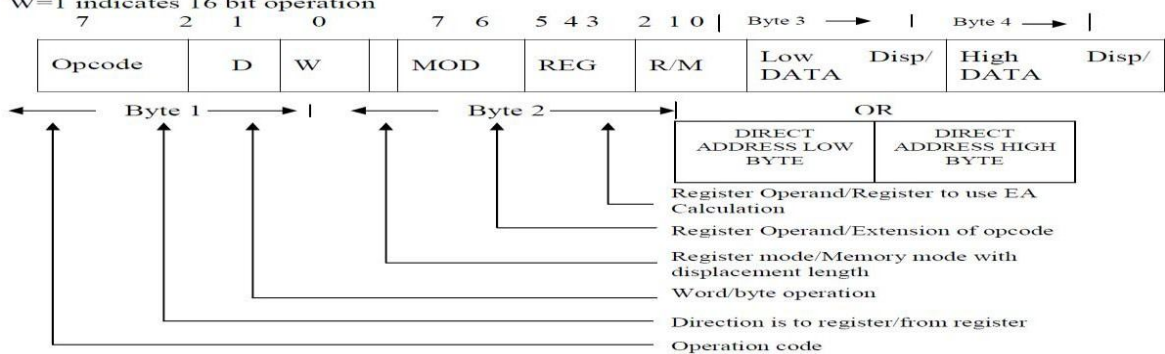 W=1 indicates 16 bit operation
7 2 1 0 7 6 5 4 3 2 1 0 | Byte 3 | Byte 4 |
Opcode D W MOD REG R/M Low Disp/ High Disp/
DATA DATA
Byte 1 | Byte 2 | OR
DIRECT DIRECT
ADDRESS LOW ADDRESS HIGH
BYTE BYTE
Register Operand/Register to use EA
Calculation
Register Operand/Extension of opcode
Register mode/Memory mode with
displacement length
Word/byte operation
Direction is to register/from register
Operation code